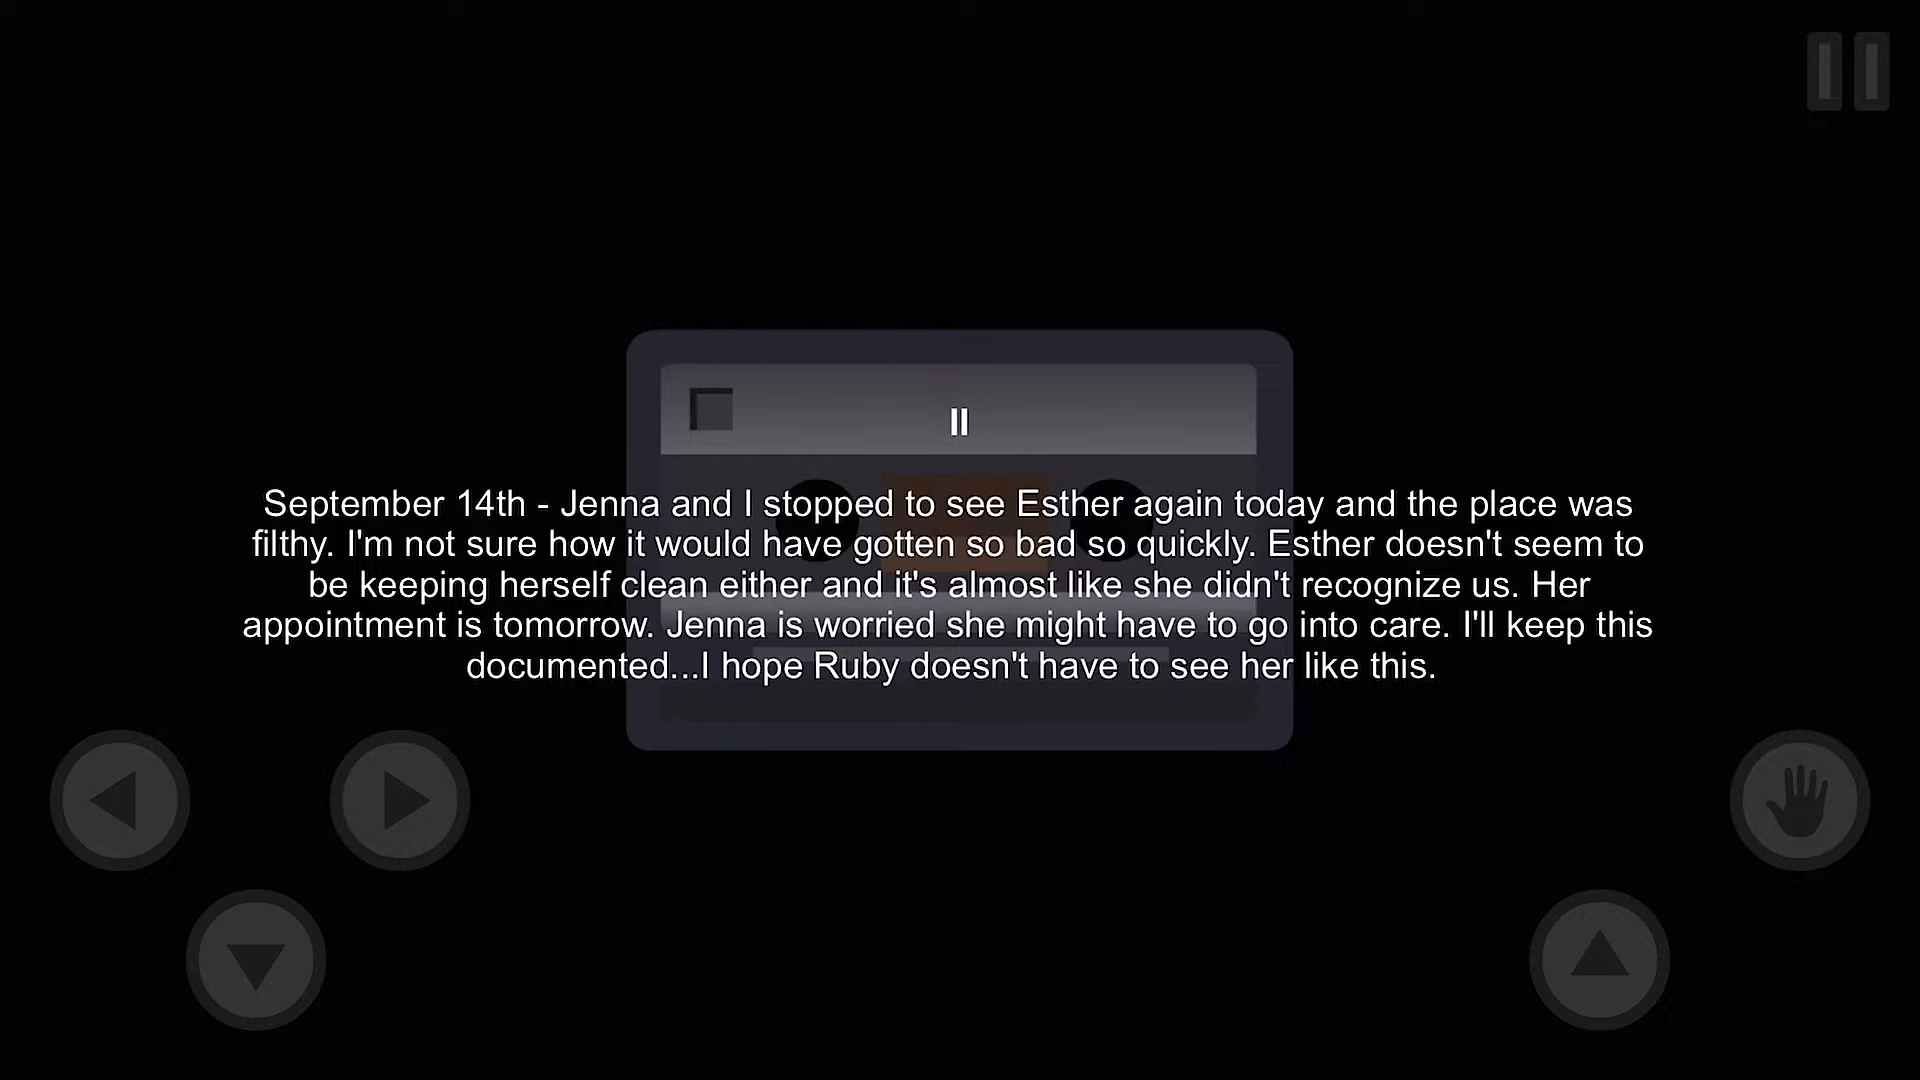 II
September 14th - Jenna and I stopped to see Esther again today and the place was
filthy. I'm not sure how it would have gotten so bad so quickly. Esther doesn't seem to
be keeping herself clean either and it's almost like she didn't recognize us. Her
appointment is tomorrow. Jenna is worried she might have to go into care. I'll keep this
documented...I hope Ruby doesn't have to see her like this.